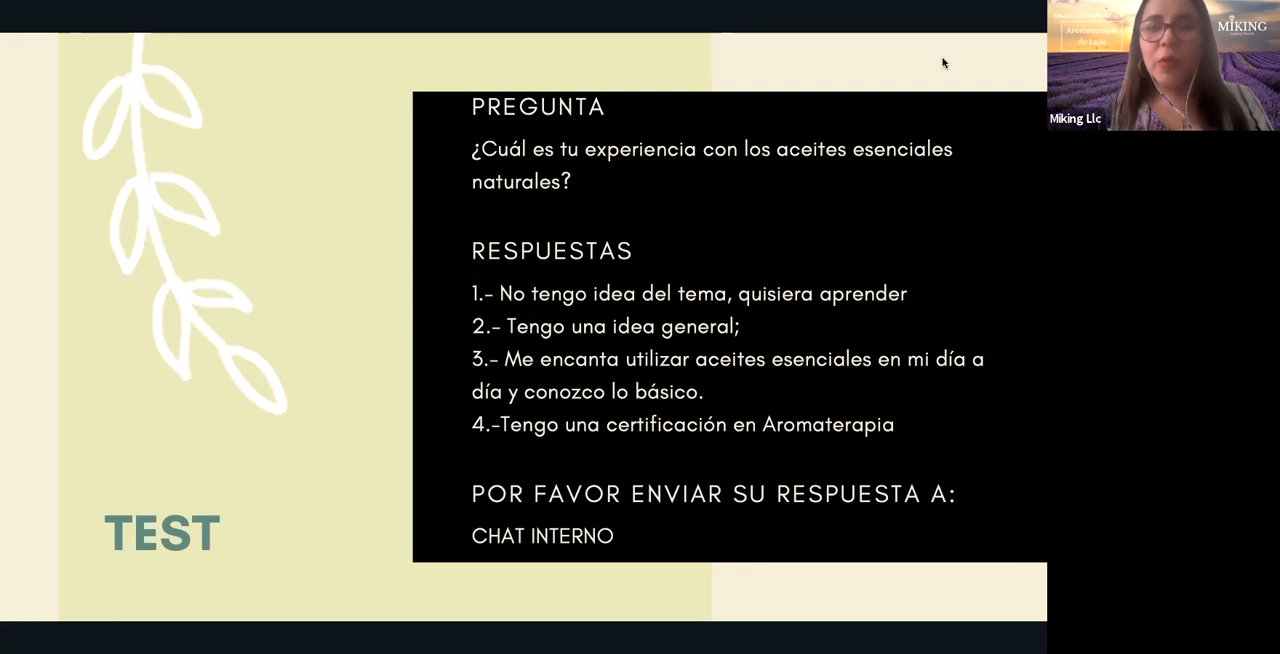 PREGUNTA
¿Cuál es tu experiencia con los aceites esenciales
naturales?
RESPUESTAS
1.- No tengo idea del tema, quisiera aprender
2.- Tengo una idea general;
3.- Me encanta utilizar aceites esenciales en mi día a
día y conozco lo básico.
4.-Tengo una certificación en Aromaterapia
POR FAVOR ENVIAR SU RESPUESTA A:
CHAT INTERNO
TEST
Aromaterapia
de Lujo
MIKING
Miking Llc